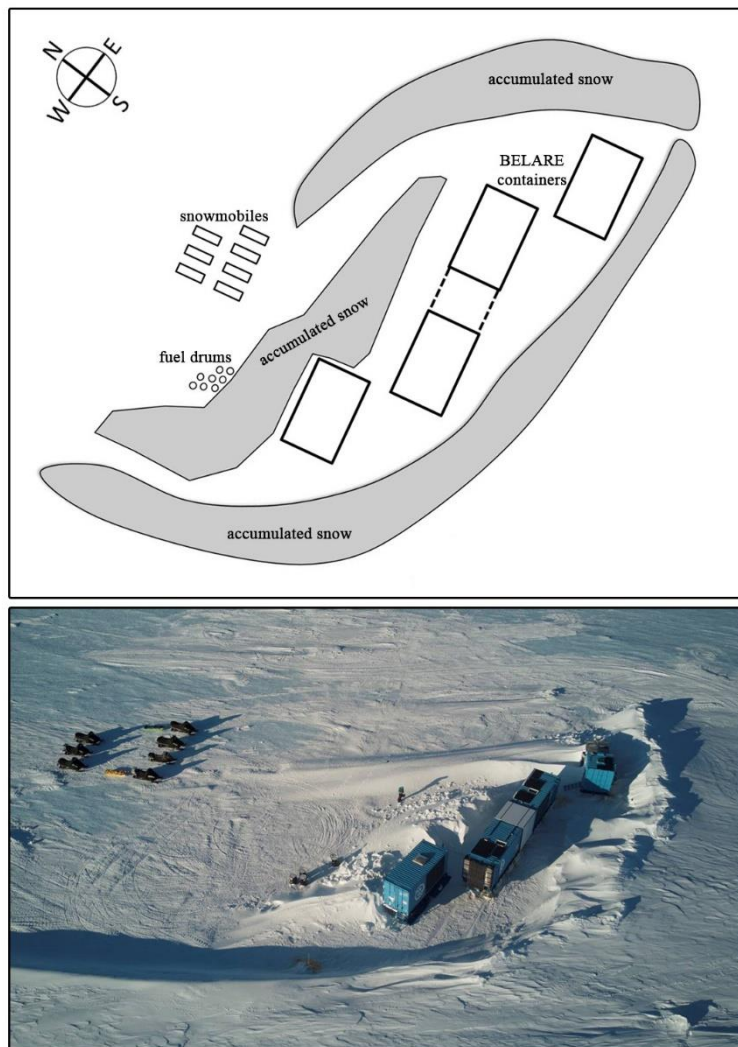 N
E
W
S
accumulated snow
BELARE
containers
snowmobiles
accumulated snow
fuel drums
accumulated snow